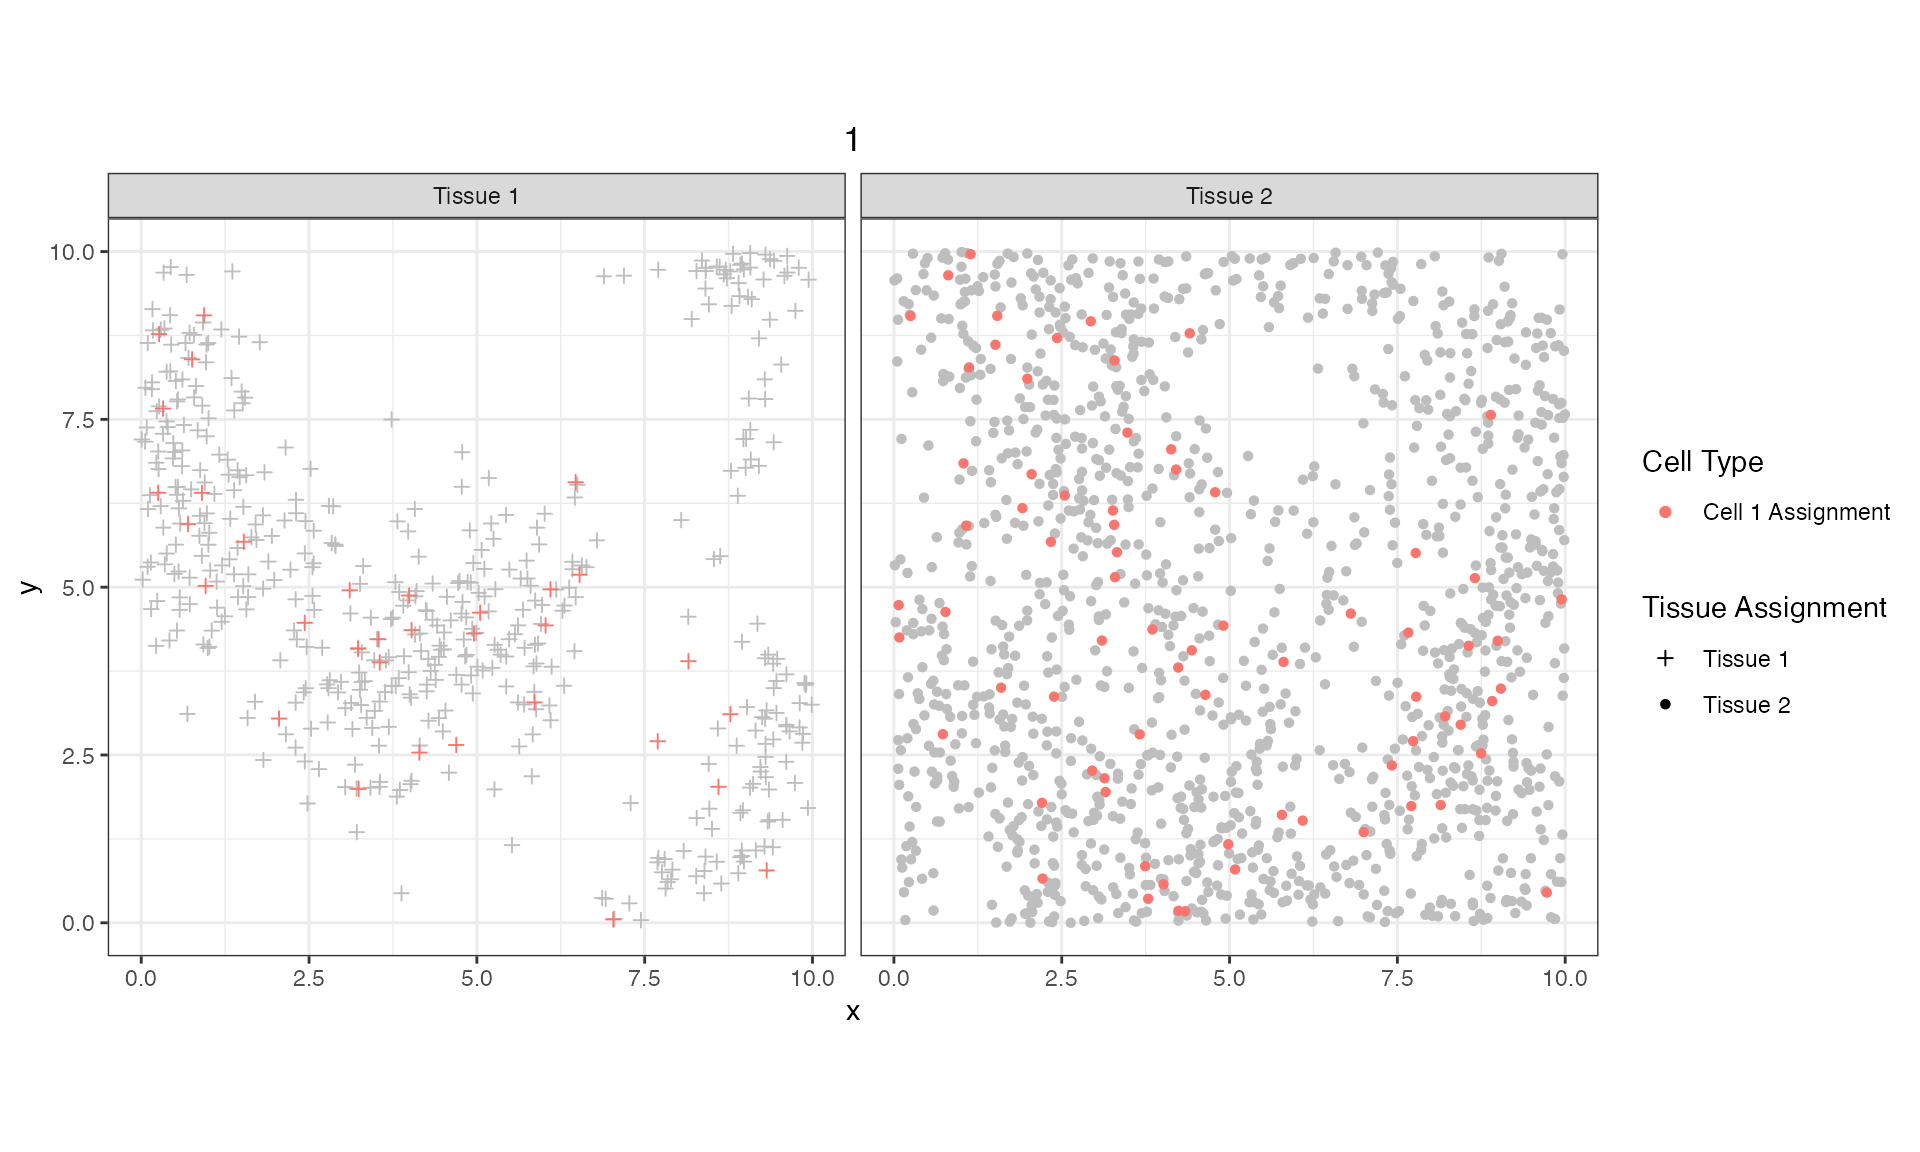 1
Tissue 1
Tissue 2
10.0
7.5
5.0
2.5
0.0
y
0.0 2.5 5.0 7.5 10.0
0.0 2.5 5.0 7.5 10.0
x
Cell Type
Cell 1 Assignment
Tissue Assignment
Tissue 1
Tissue 2